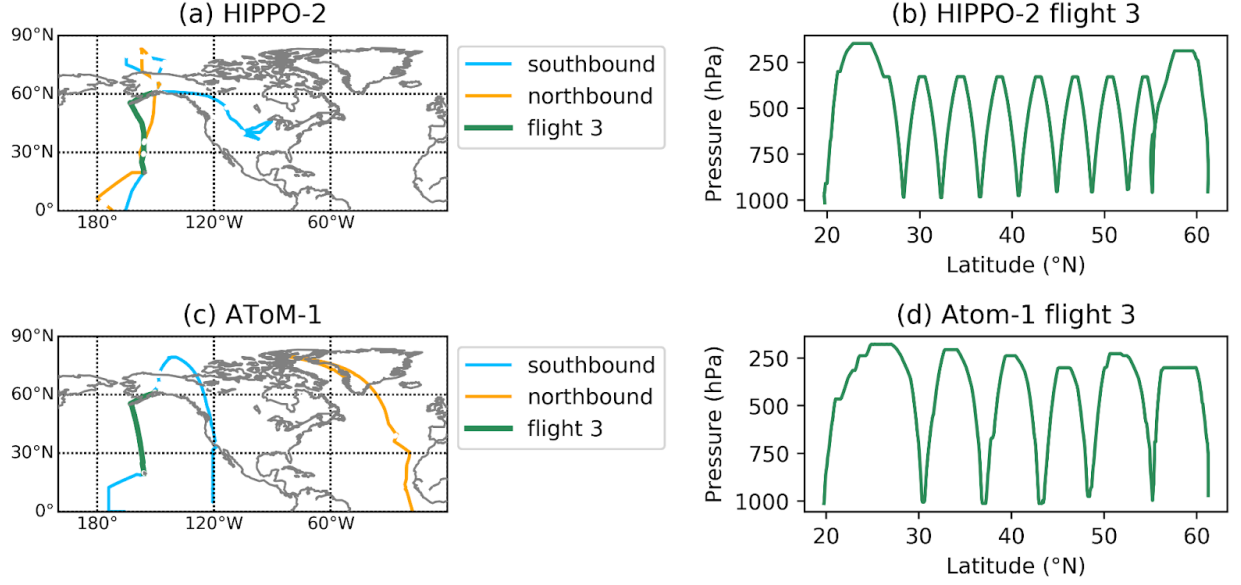 (a) HIPPO-2
90°N
60°N
30°N
0°
180°
120°W
60°W
southbound
northbound
flight 3
(b) HIPPO-2 flight 3
Pressure (hPa)
250
500
750
1000
20
30
40
50
60
Latitude (°N)
(c) AToM-1
90°N
60°N
30°N
0°
180°
120°W
60°W
southbound
northbound
flight 3
(d) Atom-1 flight 3
Pressure (hPa)
250
500
750
1000
20
30
40
50
60
Latitude (°N)